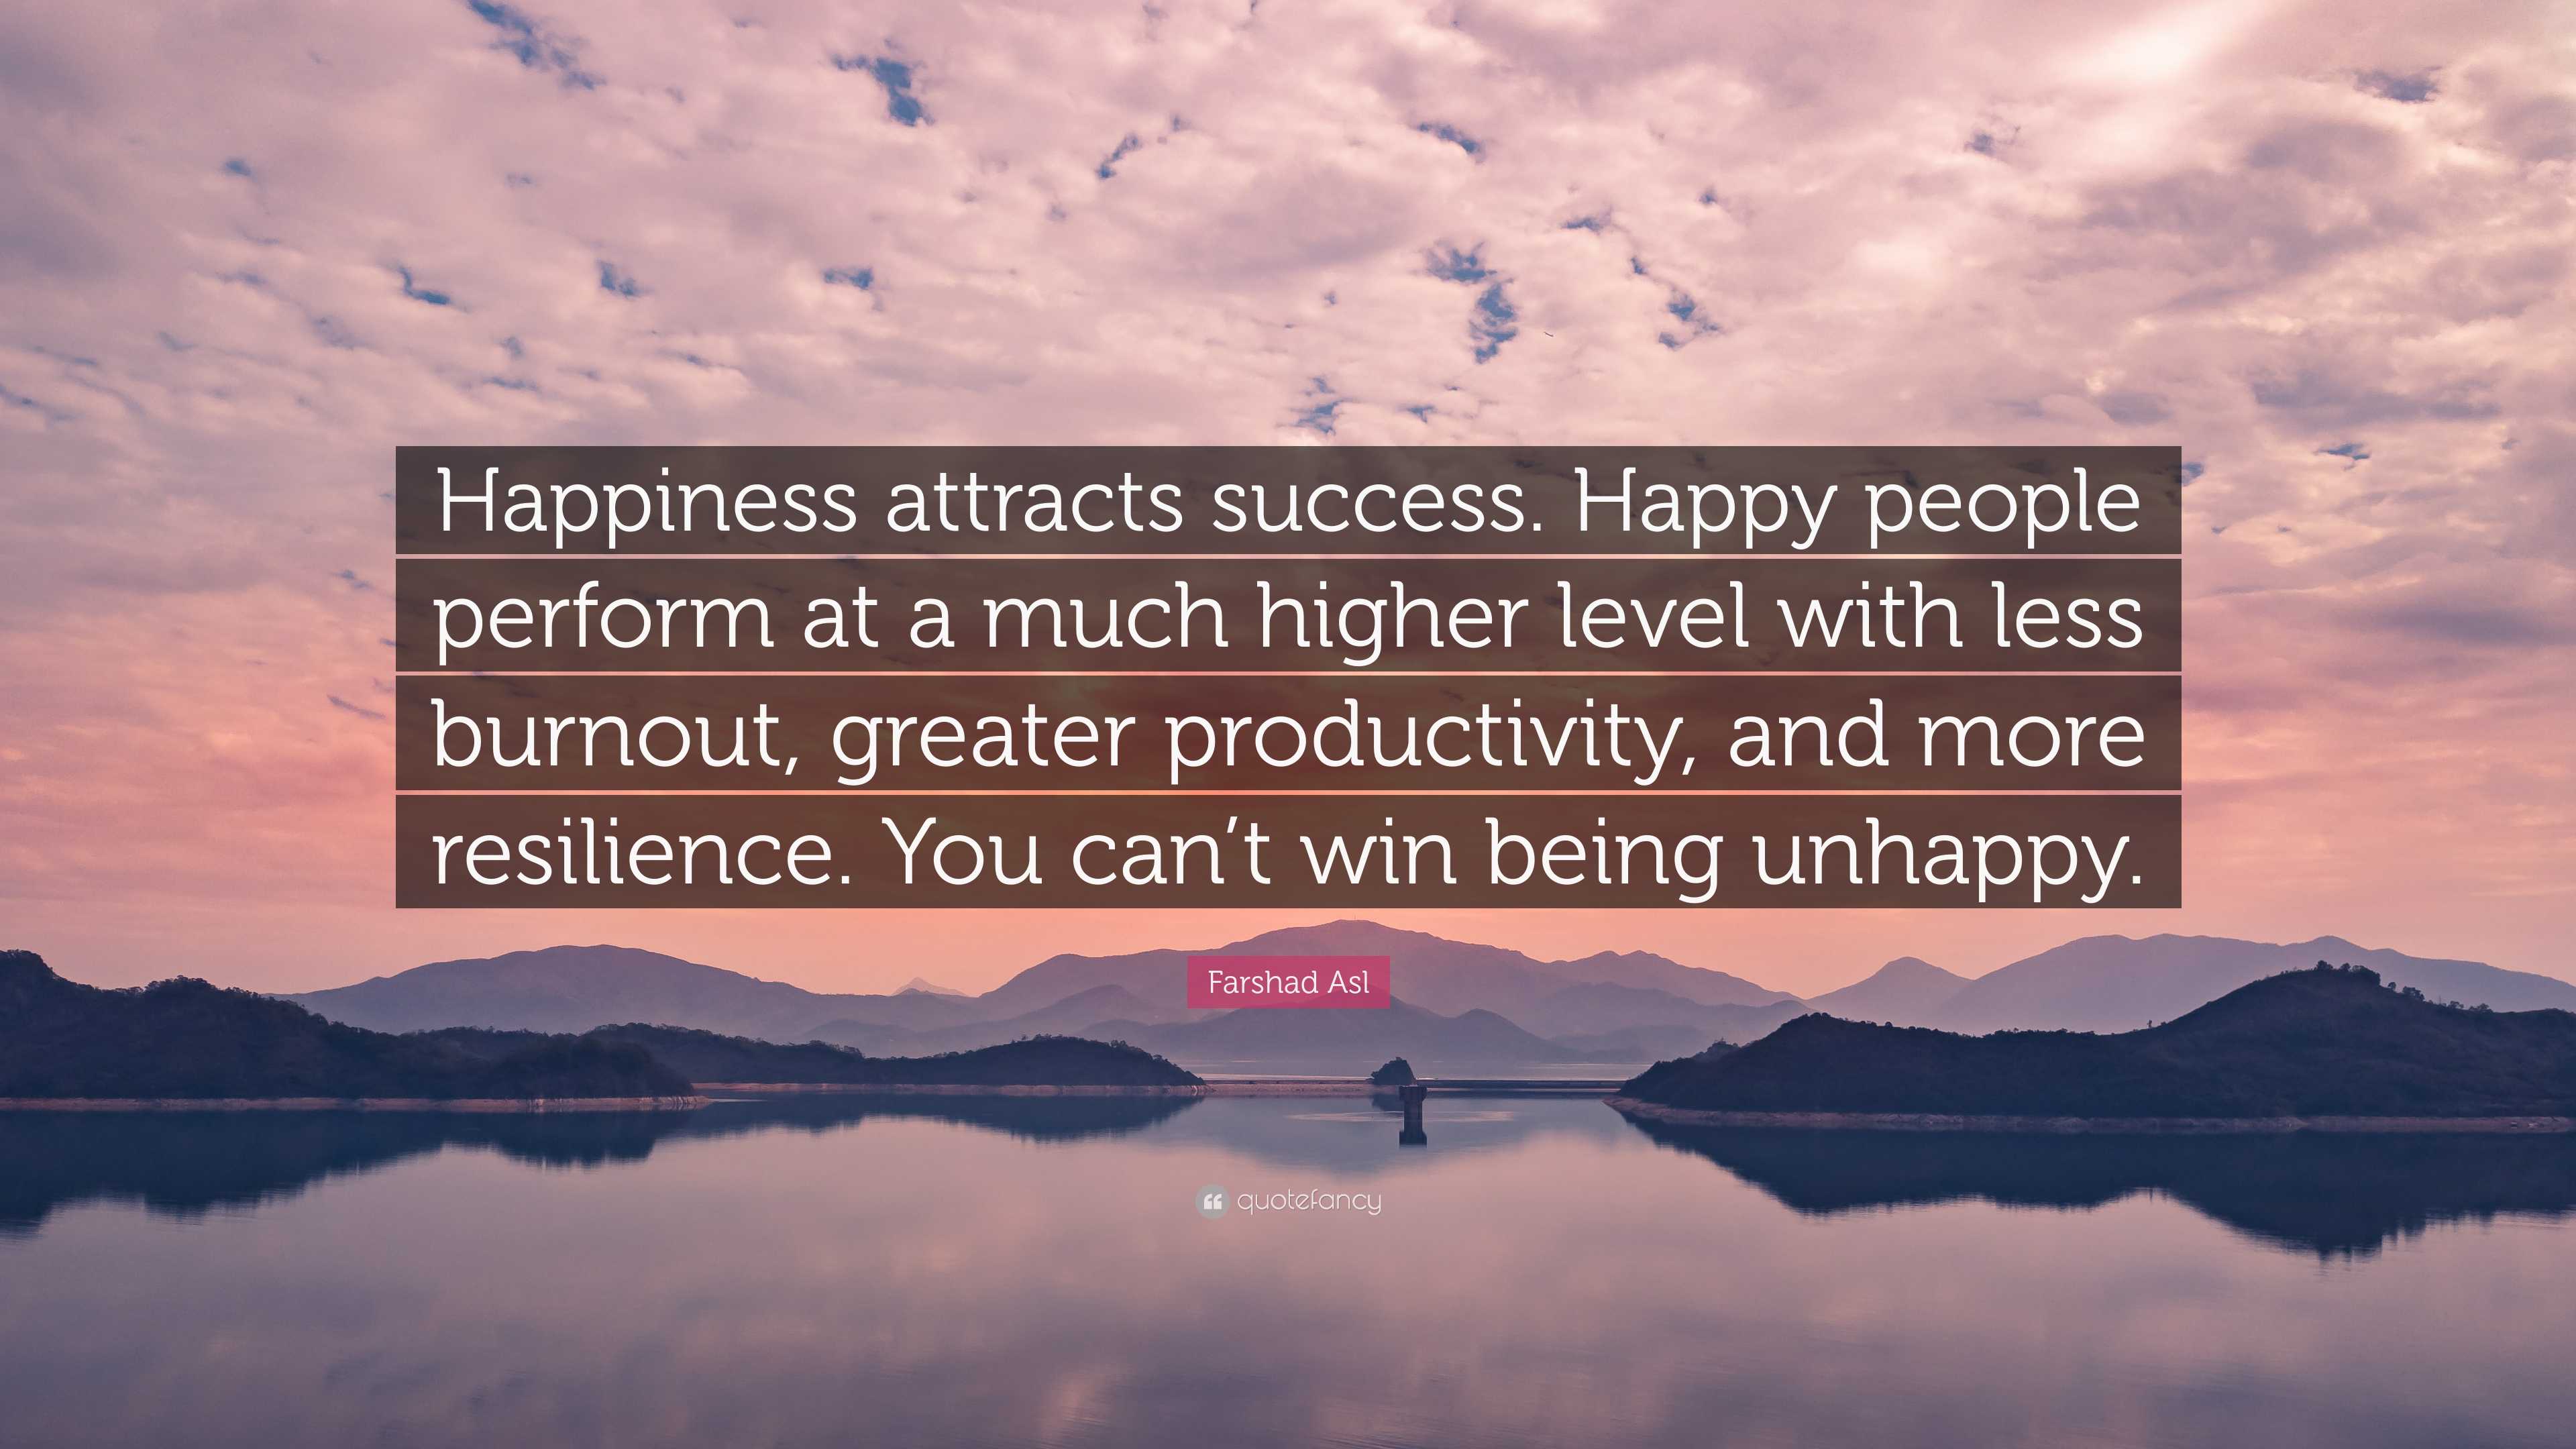 Happiness attracts success. Happy people
perform at a much higher level with less
burnout, greater productivity, and more
resilience. You can’t win being unhappy.
Farshad Asl
quotefancy